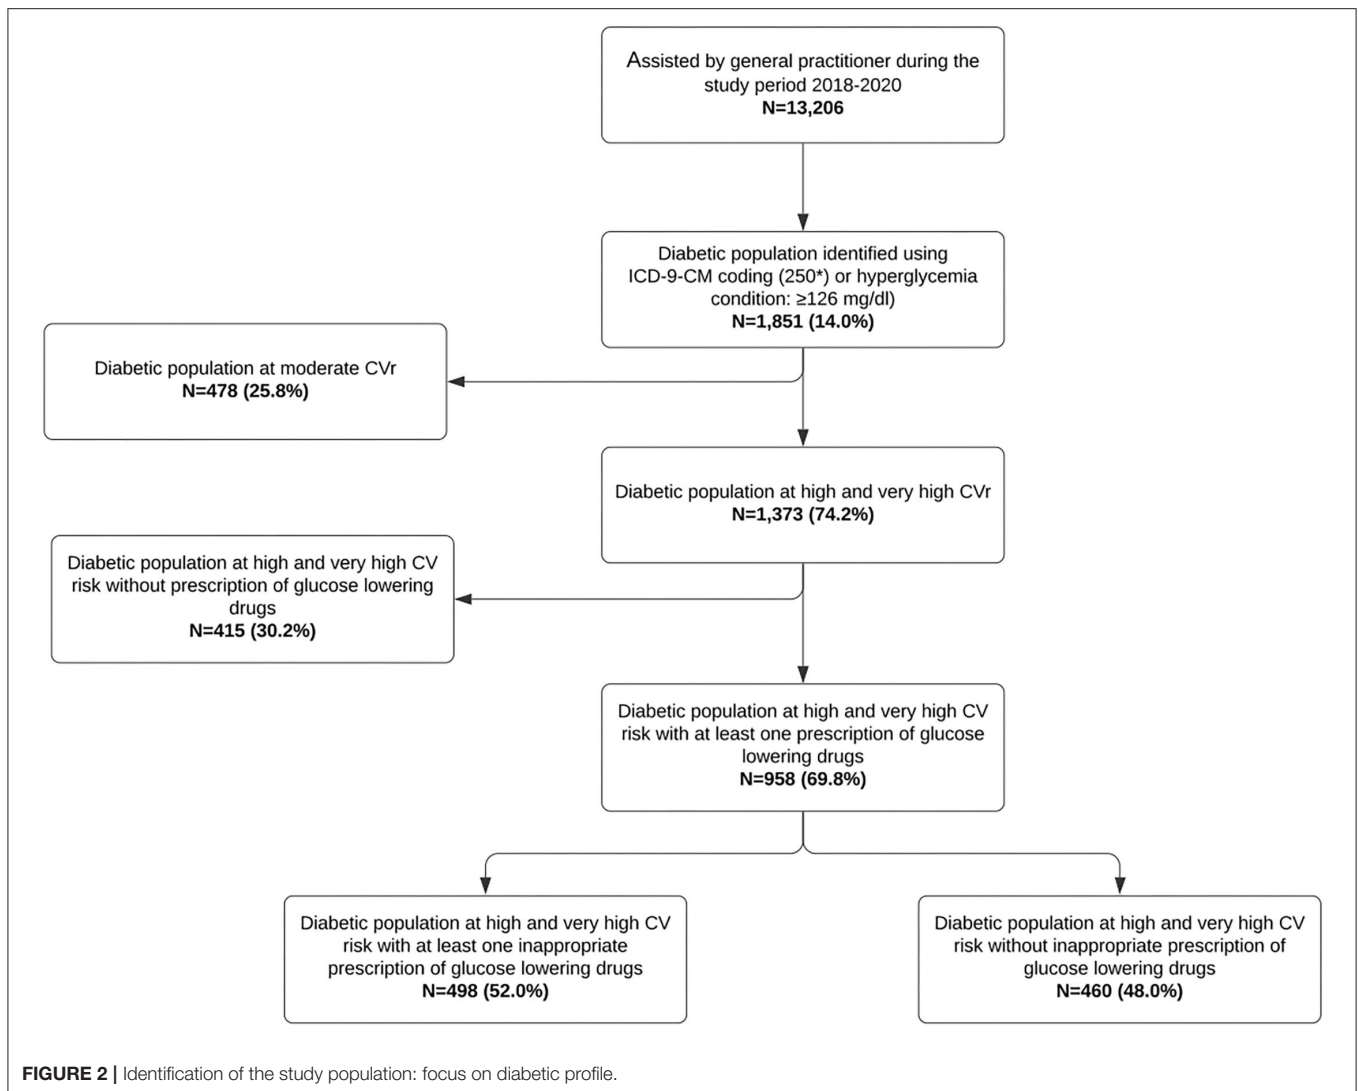 Assisted by general practitioner during the
study period 2018-2020
N=13,206
Diabetic population identified using
ICD-9-CM coding (250*) or hyperglycemia
condition: ≥126 mg/dl)
N=1,851 (14.0%)
Diabetic population at moderate CVr
N=478 (25.8%)
Diabetic population at high and very high CVr
N=1,373 (74.2%)
Diabetic population at high and very high CV
risk without prescription of glucose lowering
drugs
N=415 (30.2%)
Diabetic population at high and very high CV
risk with at least one prescription of glucose
lowering drugs
N=958 (69.8%)
Diabetic population at high and very high CV
risk with at least one inappropriate
prescription of glucose lowering drugs
N=498 (52.0%)
Diabetic population at high and very high CV
risk without inappropriate prescription of
glucose lowering drugs
N=460 (48.0%)
FIGURE 2 | Identification of the study population: focus on diabetic profile.